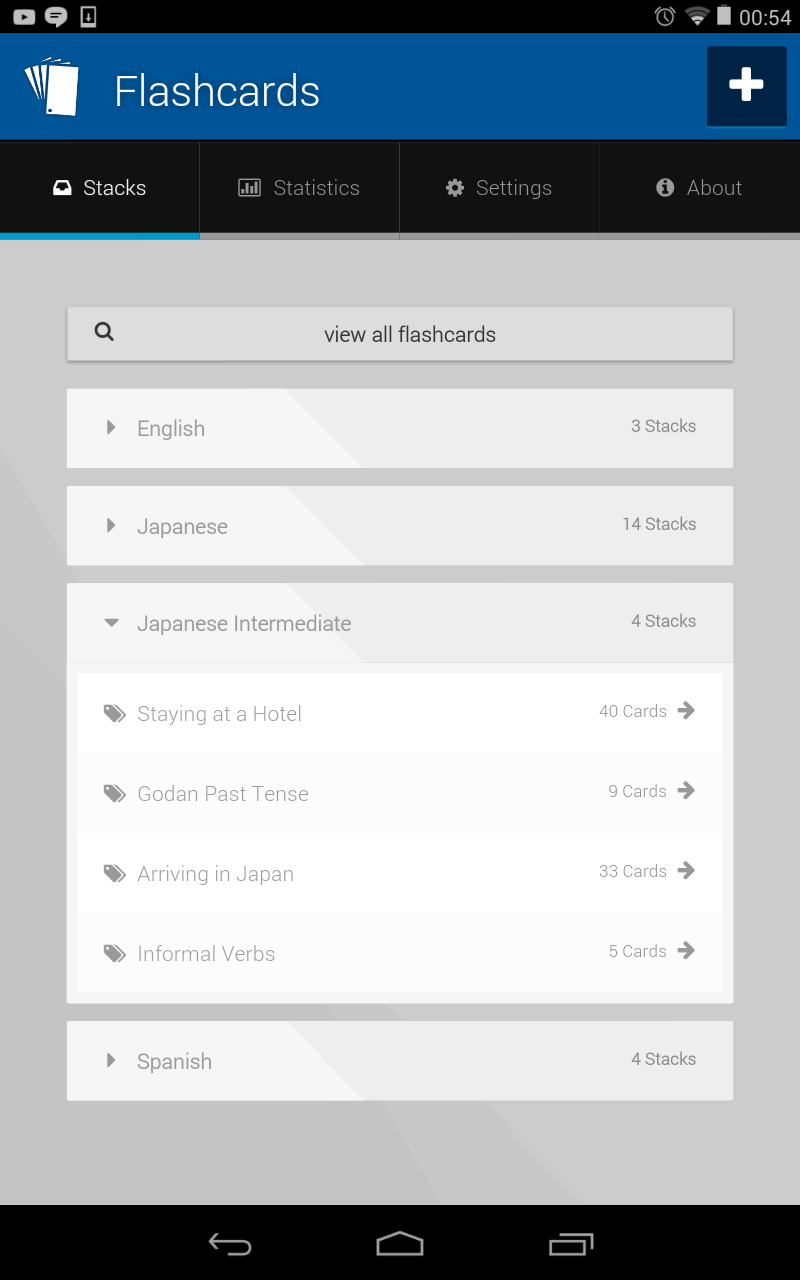 00:54
Flashcards
Stacks
Statistics
Settings
About
view all flashcards
English 3 Stacks
Japanese 14 Stacks
Japanese Intermediate 4 Stacks
Staying at a Hotel 40 Cards
Godan Past Tense 9 Cards
Arriving in Japan 33 Cards
Informal Verbs 5 Cards
Spanish 4 Stacks